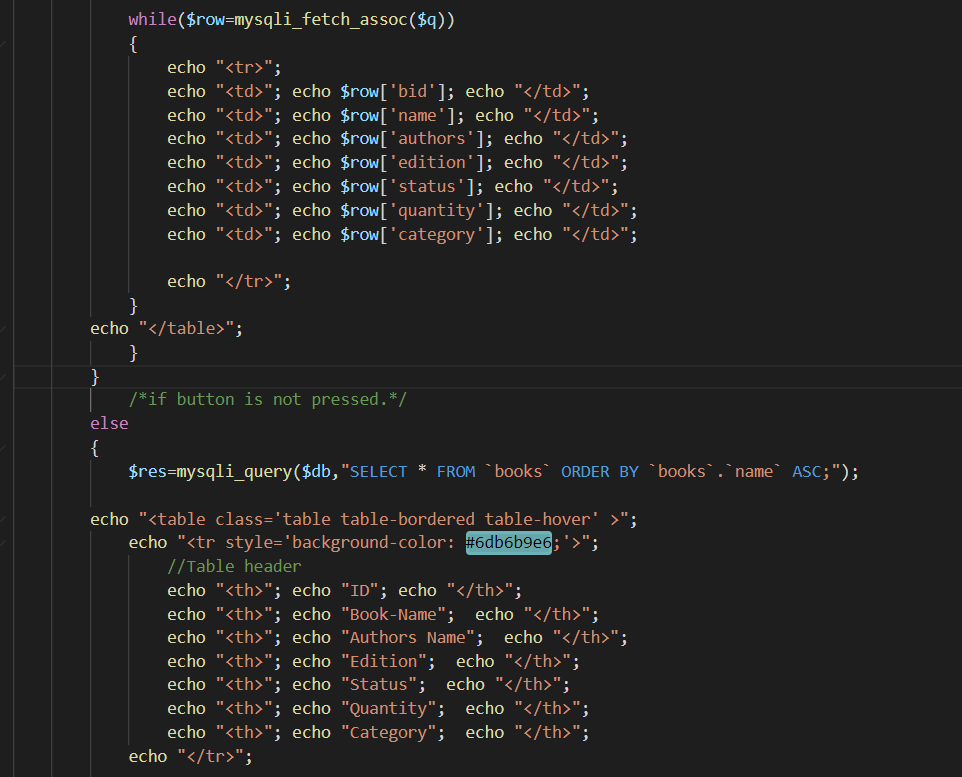 while($row=mysqli_fetch_assoc($q))
{
echo "<tr>";
echo "<td>"; echo $row['bid']; echo "</td>";
echo "<td>"; echo $row['name']; echo "</td>";
echo "<td>"; echo $row['authors']; echo "</td>";
echo "<td>"; echo $row['edition']; echo "</td>";
echo "<td>"; echo $row['status']; echo "</td>";
echo "<td>"; echo $row['quantity']; echo "</td>";
echo "<td>"; echo $row['category']; echo "</td>";
echo "</tr>";
}
echo "</table>";
}
}
/*if button is not pressed.*/
else
{
$res=mysqli_query($db,"SELECT * FROM `books` ORDER BY `books`.`name` ASC;");
echo "<table class='table table-bordered table-hover' >";
echo "<tr style='background-color: #6db6b9e6;'>";
//Table header
echo "<th>"; echo "ID"; echo "</th>";
echo "<th>"; echo "Book-Name";  echo "</th>";
echo "<th>"; echo "Authors Name";  echo "</th>";
echo "<th>"; echo "Edition";  echo "</th>";
echo "<th>"; echo "Status";  echo "</th>";
echo "<th>"; echo "Quantity";  echo "</th>";
echo "<th>"; echo "Category";  echo "</th>";
echo "</tr>";